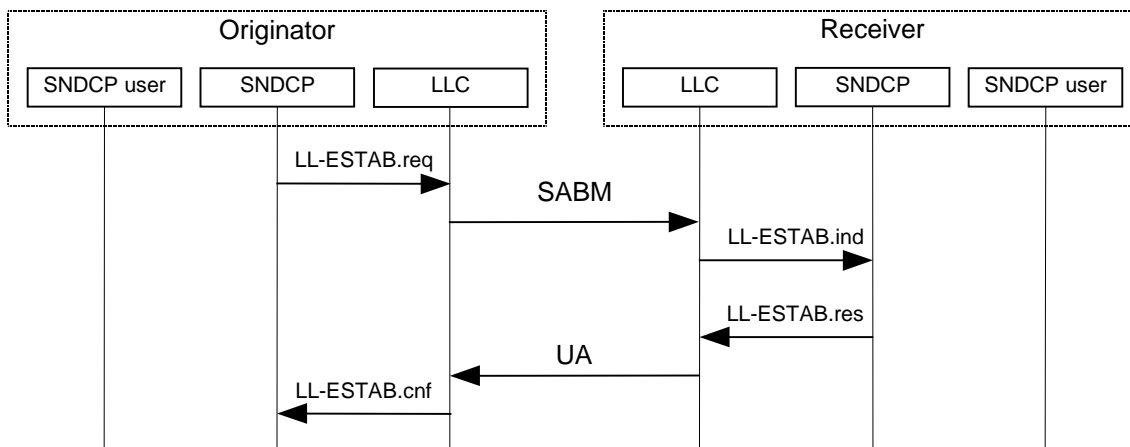 Originator
Receiver
SNDCP user
SNDCP
LLC
LLC
SNDCP
SNDCP user
LL-ESTAB.req
SABM
LL-ESTAB.ind
LL-ESTAB.res
UA
LL-ESTAB.cnf